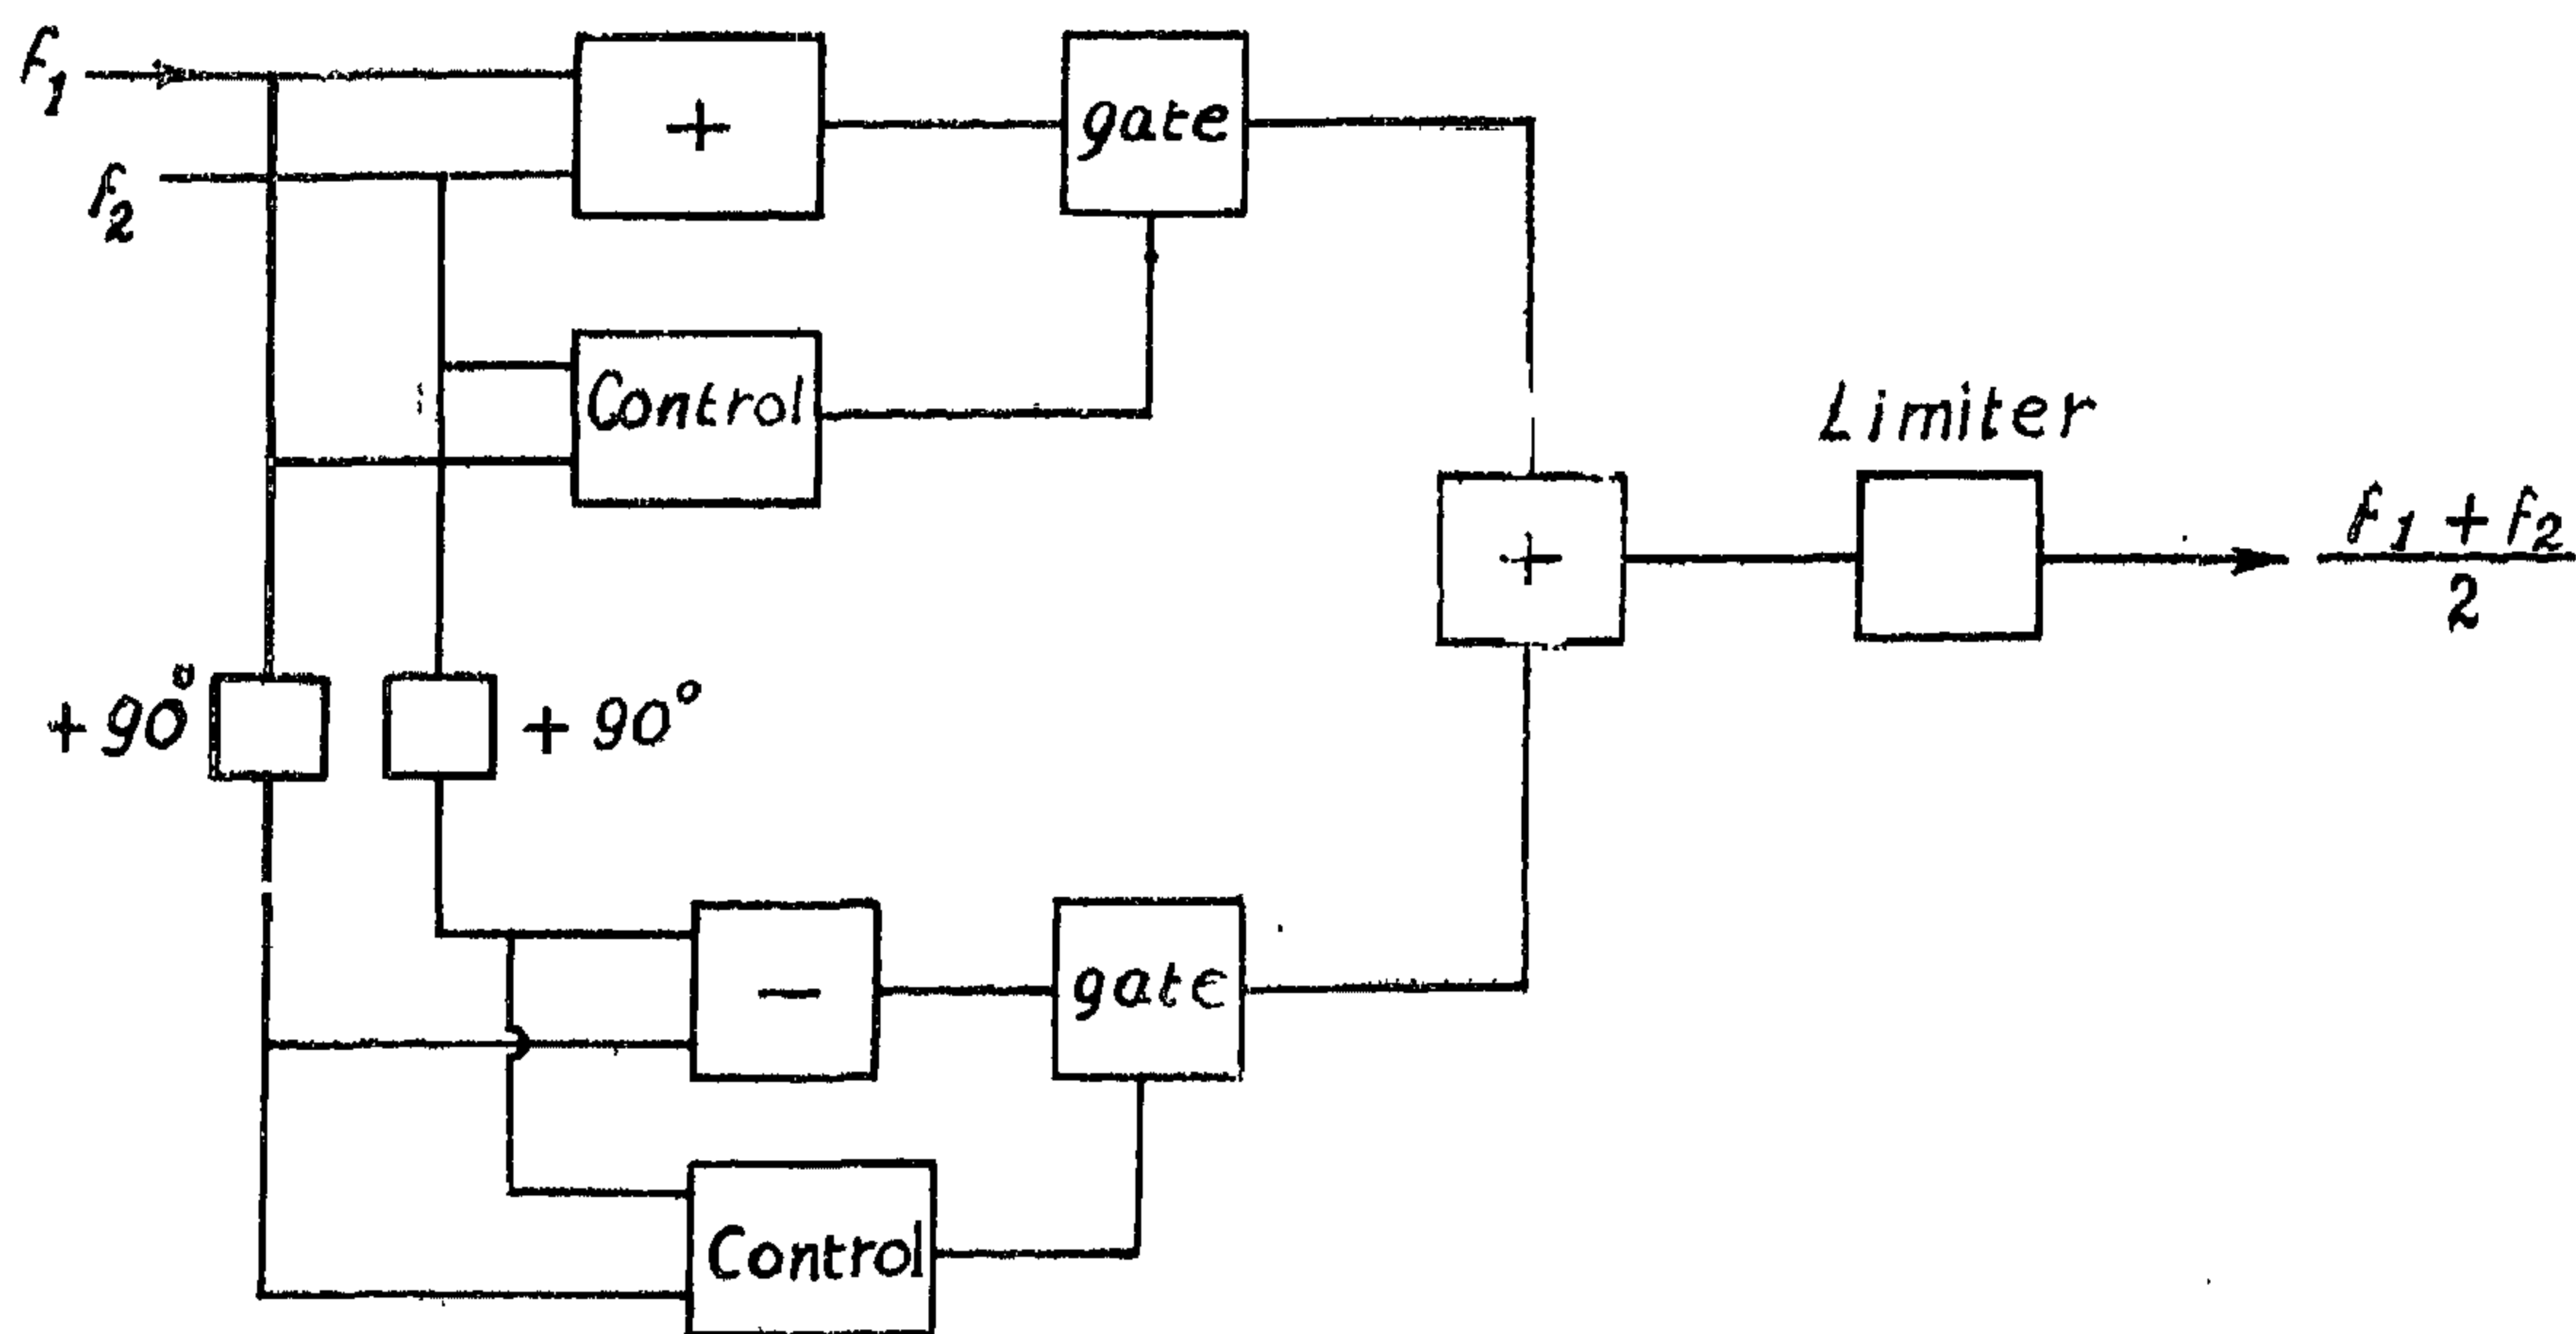 f1
+
gate
f2
Control
Limiter
+
f1 + f2
2
+ 90°
+ 90°
−
gate
Control